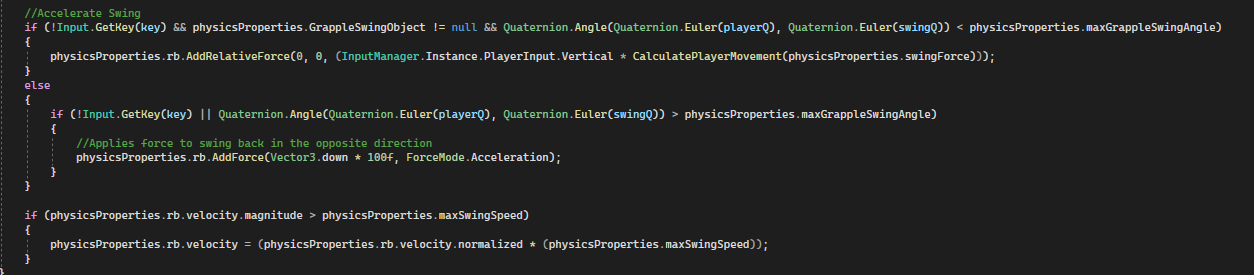 //Accelerate Swing
if (!Input.GetKey(key) && physicsProperties.GrappleSwingObject != null && Quaternion.Angle(Quaternion.Euler(playerQ), Quaternion.Euler(swingQ)) < physicsProperties.maxGrappleSwingAngle)
{
physicsProperties.rb.AddRelativeForce(0, 0, (InputManager.Instance.PlayerInput.Vertical * CalculatePlayerMovement(physicsProperties.swingForce)));
}
else
{
if (!Input.GetKey(key) || Quaternion.Angle(Quaternion.Euler(playerQ), Quaternion.Euler(swingQ)) > physicsProperties.maxGrappleSwingAngle)
{
//Applies force to swing back in the opposite direction
physicsProperties.rb.AddForce(Vector3.down * 100f, ForceMode.Acceleration);
}
}
if (physicsProperties.rb.velocity.magnitude > physicsProperties.maxSwingSpeed)
{
physicsProperties.rb.velocity = (physicsProperties.rb.velocity.normalized * (physicsProperties.maxSwingSpeed));
}
}